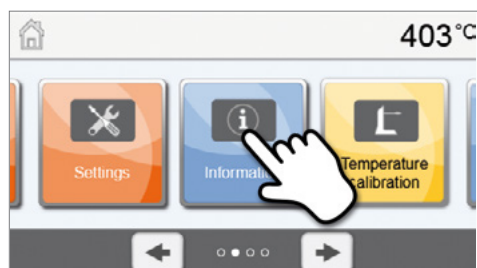 403°C
Settings
Informati
Temperature
calibration